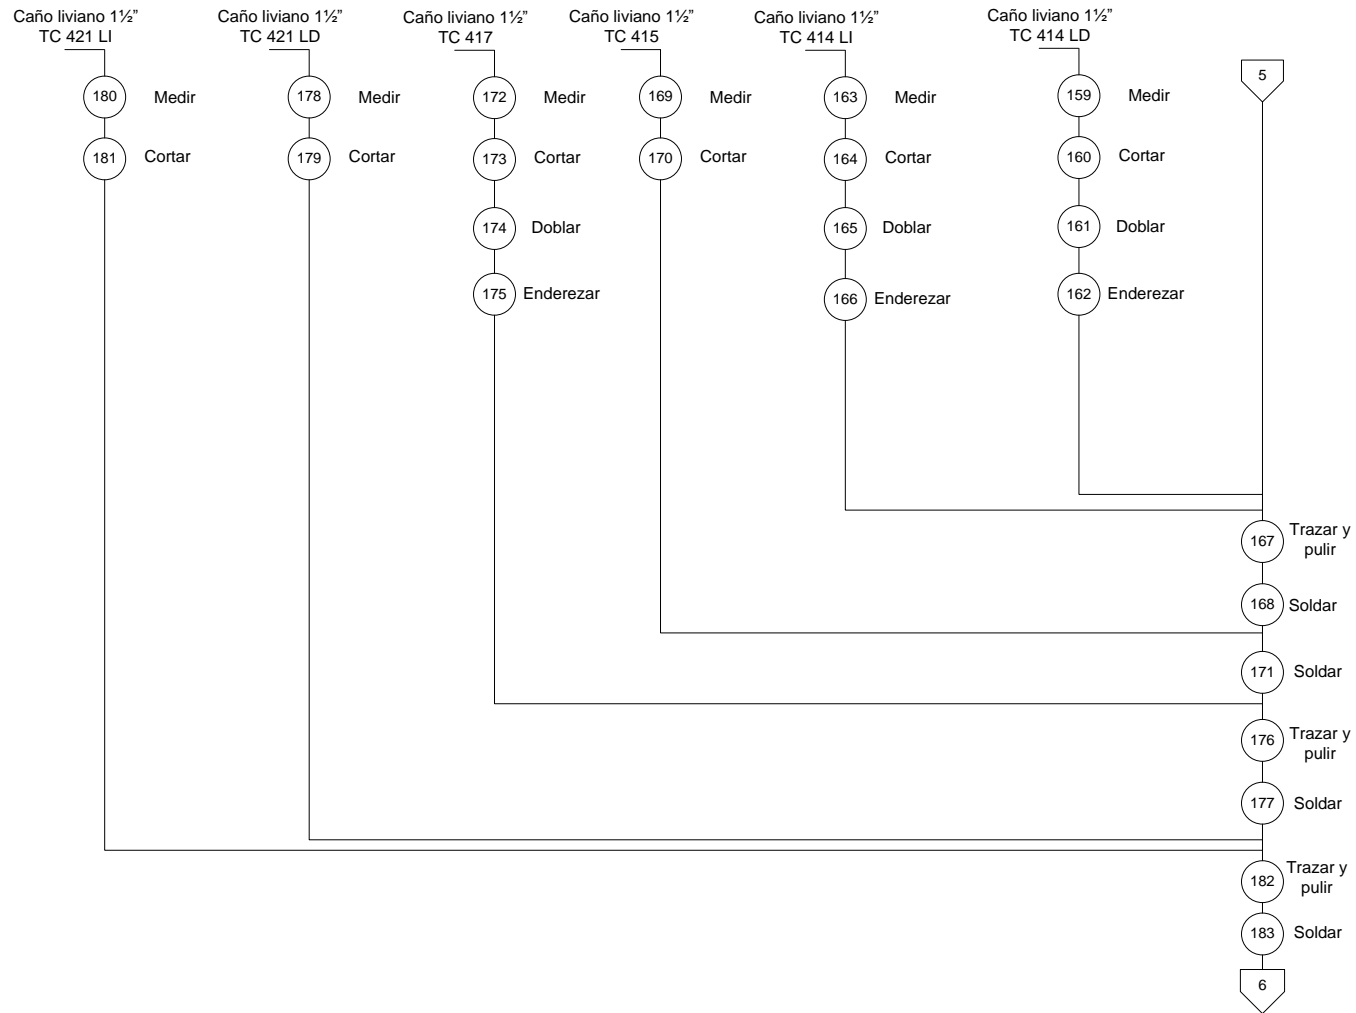 Caño liviano 1½”
TC 421 LI
180 Medir
181 Cortar
Caño liviano 1½”
TC 421 LD
178 Medir
179 Cortar
Caño liviano 1½”
TC 417
172 Medir
173 Cortar
174 Doblar
175 Enderezar
Caño liviano 1½”
TC 415
169 Medir
170 Cortar
Caño liviano 1½”
TC 414 LI
163 Medir
164 Cortar
165 Doblar
166 Enderezar
Caño liviano 1½”
TC 414 LD
159 Medir
160 Cortar
161 Doblar
162 Enderezar
5
167 Trazar y
pulir
168 Soldar
171 Soldar
176 Trazar y
pulir
177 Soldar
182 Trazar y
pulir
183 Soldar
6